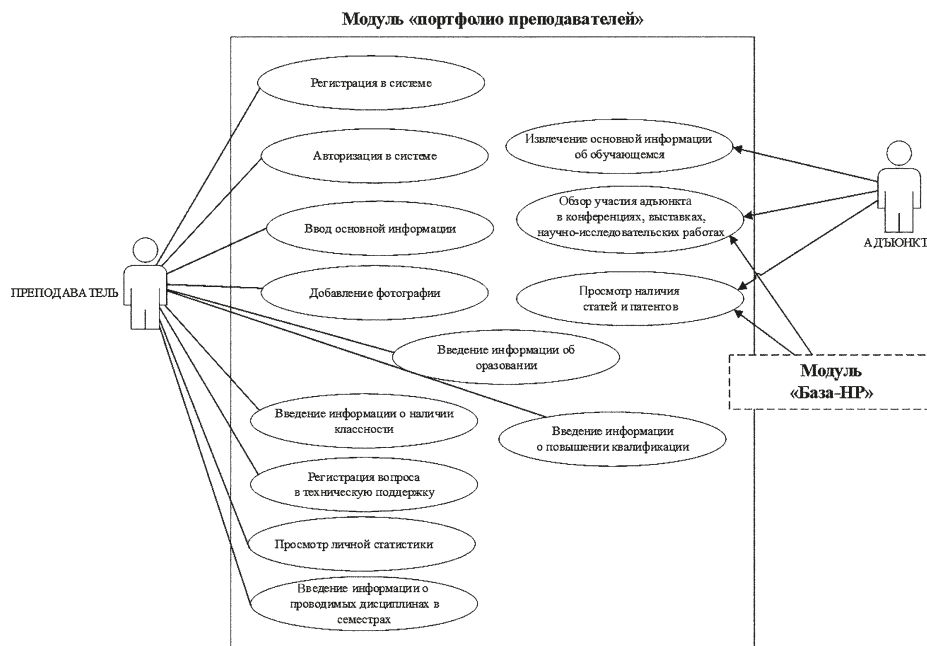 Модуль «портфолио преподавателей»
Регистрация в системе
Авторизация в системе
Ввод основной информации
Добавление фотографии
ПРЕПОДАВАТЕЛЬ
Введение информации об
оразовании
Введение информации о наличии
классности
Введение информации
о повышении квалификации
Регистрация вопроса
в техническую поддержку
Просмотр личной статистики
Введение информации о
проводимых дисциплинах в
семестрах
Извлечение основной информации
об обучающемся
Обзор участия адъюнкта
в конференциях, выставках,
научно-исследовательских работах
Просмотр наличия
статей и патентов
АДЪЮНКТ
Модуль
«База-НР»